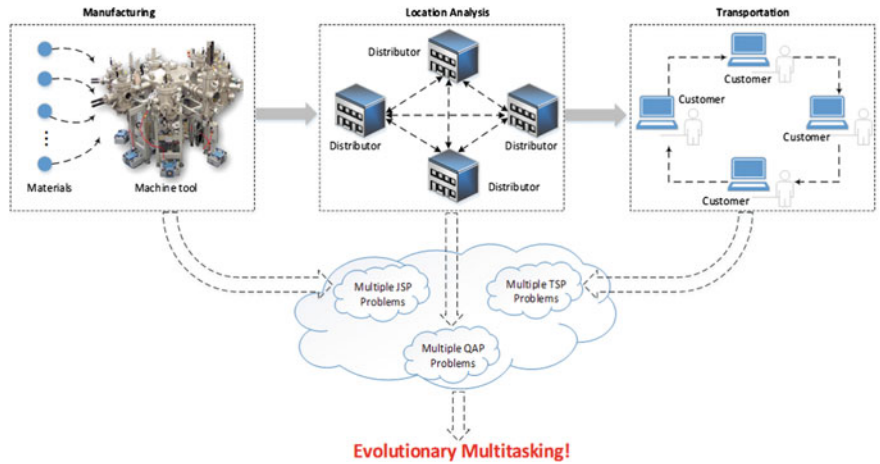 Manufacturing
Location Analysis
Transportation
Materials
Machine tool
Distributor
Distributor
Distributor
Distributor
Customer
Customer
Customer
Customer
Multiple JSP
Problems
Multiple TSP
Problems
Multiple QAP
Problems
Evolutionary Multitasking!